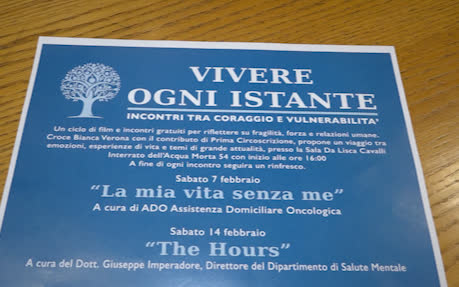 VIVERE
OGNI ISTANTE
INCONTRI TRA CORAGGIO E VULNERABILITA'
Un ciclo di film e incontri gratuiti per riflettere su fragilità, forza e relazioni umane.
Croce Bianca Verona con il contributo di Prima Circoscrizione, propone un viaggio tra
emozioni, esperienze di vita e temi di grande attualità, presso la Sala Da Lisca Cavalli
Interrato dell'Acqua Morta 54 con inizio alle ore 16:00
A fine di ogni incontro seguira un rinfresco.
Sabato 7 febbraio
"La mia vita senza me"
A cura di ADO Assistenza Domiciliare Oncologica
Sabato 14 febbraio
"The Hours"
A cura del Dott. Giuseppe Imperadore, Direttore del Dipartimento di Salute Mentale